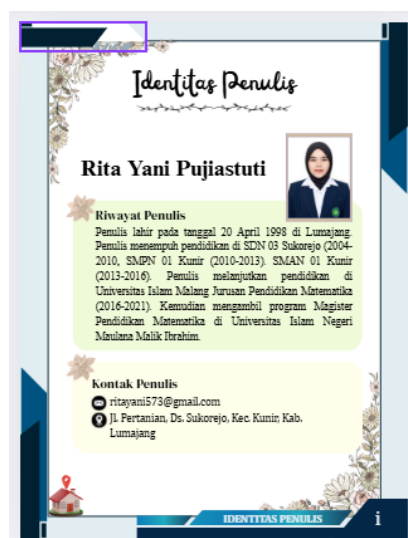 Identitas Penulis
Rita Yani Pujiastuti
Riwayat Penulis
Penulis lahir pada tanggal 20 April 1998 di Lumajang.
Penulis menempuh pendidikan di SDN 03 Sukorejo (2004-
2010, SMPN 01 Kunir (2010-2013). SMAN 01 Kunir
(2013-2016). Penulis melanjutkan pendidikan di
Universitas Islam Malang Jurusan Pendidikan Matematika
(2016-2021). Kemudian mengambil program Magister
Pendidikan Matematika di Universitas Islam Negeri
Maulana Malik Ibrahim.
Kontak Penulis
ritayani573@gmail.com
Jl. Pertanian, Ds. Sukorejo, Kec. Kunir, Kab.
Lumajang
IDENTITAS PENULIS
i